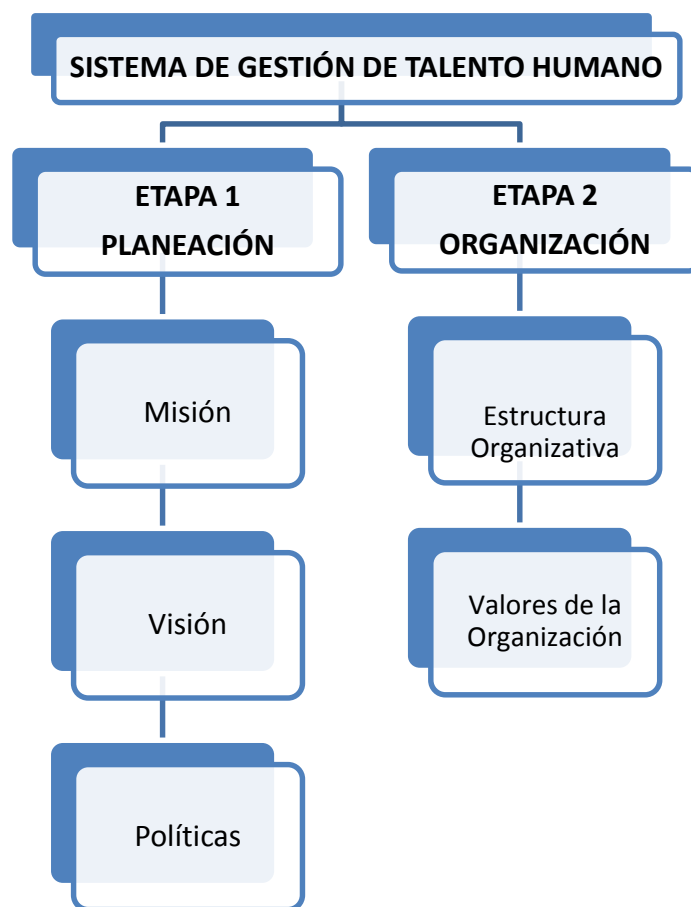 SISTEMA DE GESTIÓN DE TALENTO HUMANO
ETAPA 1
PLANEACIÓN
Misión
Visión
Políticas
ETAPA 2
ORGANIZACIÓN
Estructura
Organizativa
Valores de la
Organización